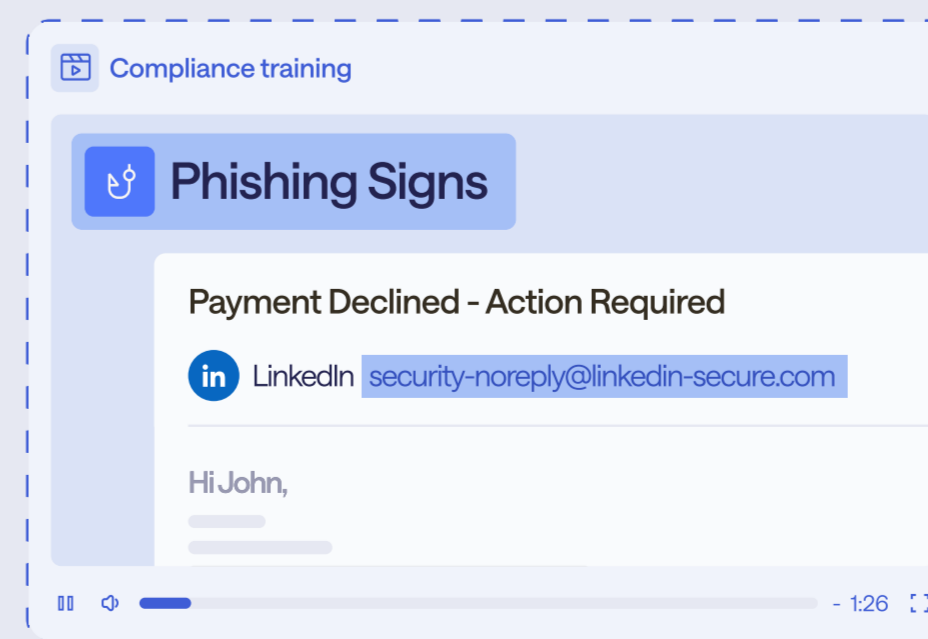 Compliance training
Phishing Signs
Payment Declined - Action Required
in LinkedIn security-noreply@linkedin-secure.com
Hi John,
- 1:26